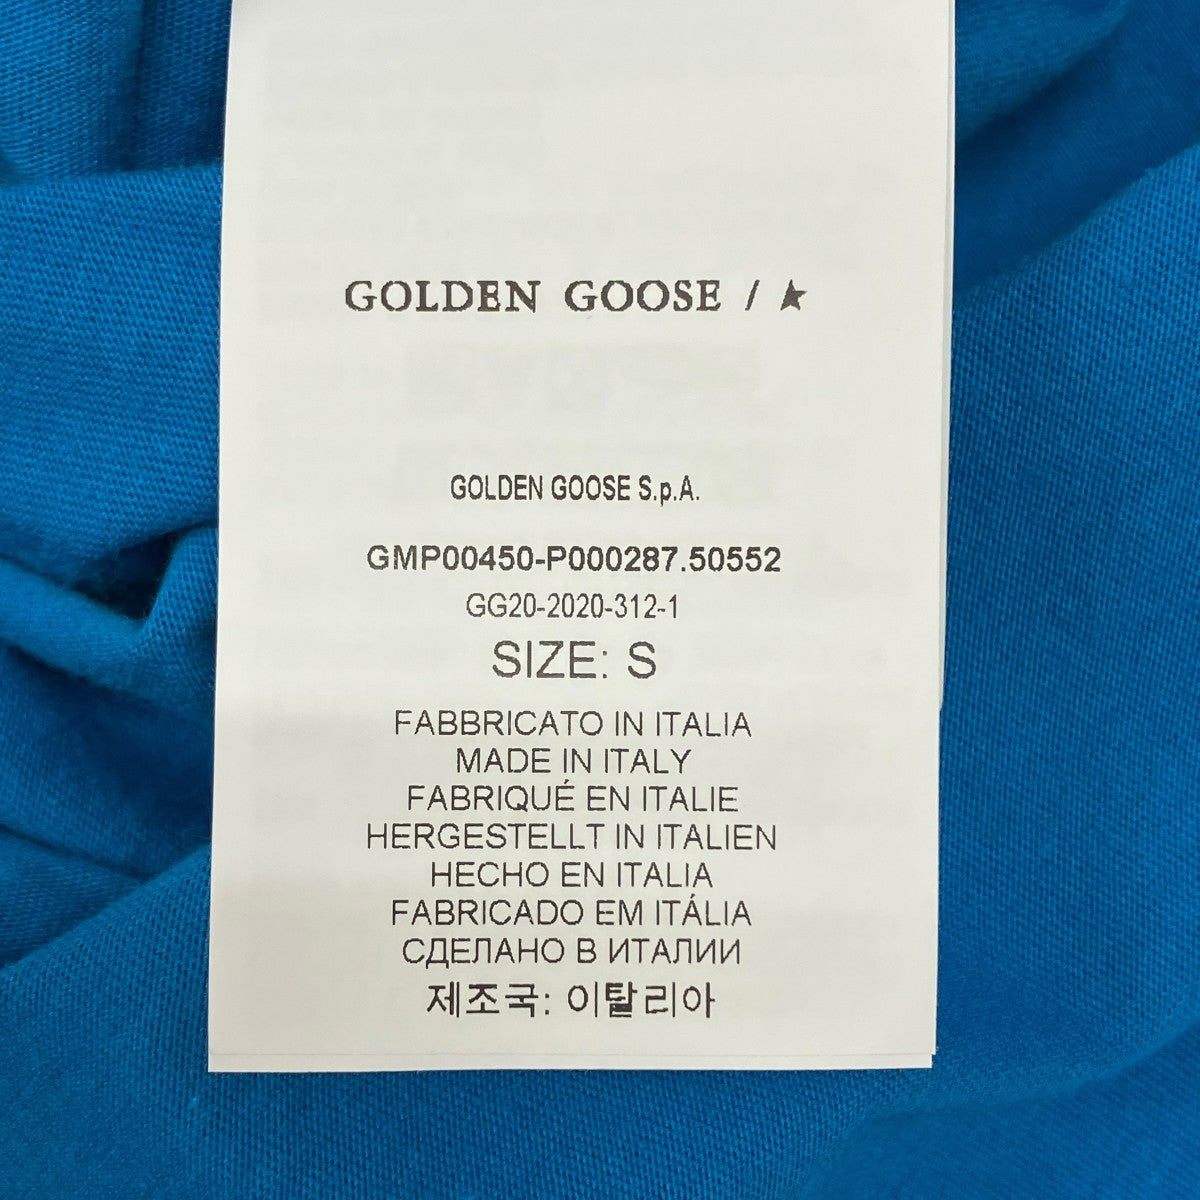 GOLDEN GOOSE / ★
GOLDEN GOOSE S.p.A.
GMP00450-P000287.50552
GG20-2020-312-1
SIZE: S
FABBRICATO IN ITALIA
MADE IN ITALY
FABRIQUÉ EN ITALIE
HERGESTELLT IN ITALIEN
HECHO EN ITALIA
FABRICADO EM ITÁLIA
СДЕЛАНО В ИТАЛИИ
제조국: 이탈리아